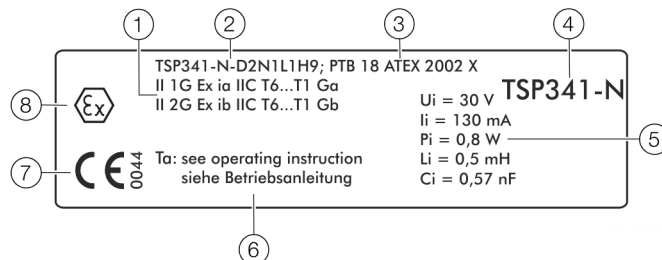 1 2 3 4
TSP341-N-D2N1L1H9; PTB 18 ATEX 2002 X
II 1G Ex ia IIC T6...T1 Ga
II 2G Ex ib IIC T6...T1 Gb
TSP341-N
Ui = 30 V
Ii = 130 mA
Pi = 0,8 W
Li = 0,5 mH
Ci = 0,57 nF
5
8
Ex
7
CE 0044
Ta: see operating instruction
siehe Betriebsanleitung
6